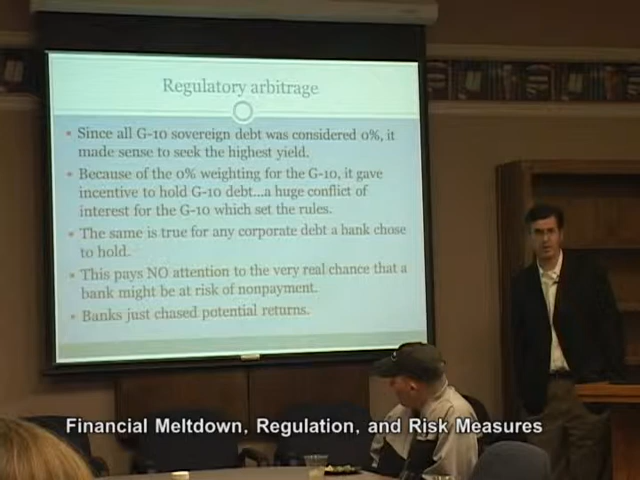 Regulatory arbitrage
• Since all G-10 sovereign debt was considered 0%, it
made sense to seek the highest yield.
• Because of the 0% weighting for the G-10, it gave
incentive to hold G-10 debt...a huge conflict of
interest for the G-10 which set the rules.
• The same is true for any corporate debt a bank chose
to hold.
• This pays NO attention to the very real chance that a
bank might be at risk of nonpayment.
• Banks just chased potential returns.
Financial Meltdown, Regulation, and Risk Measures